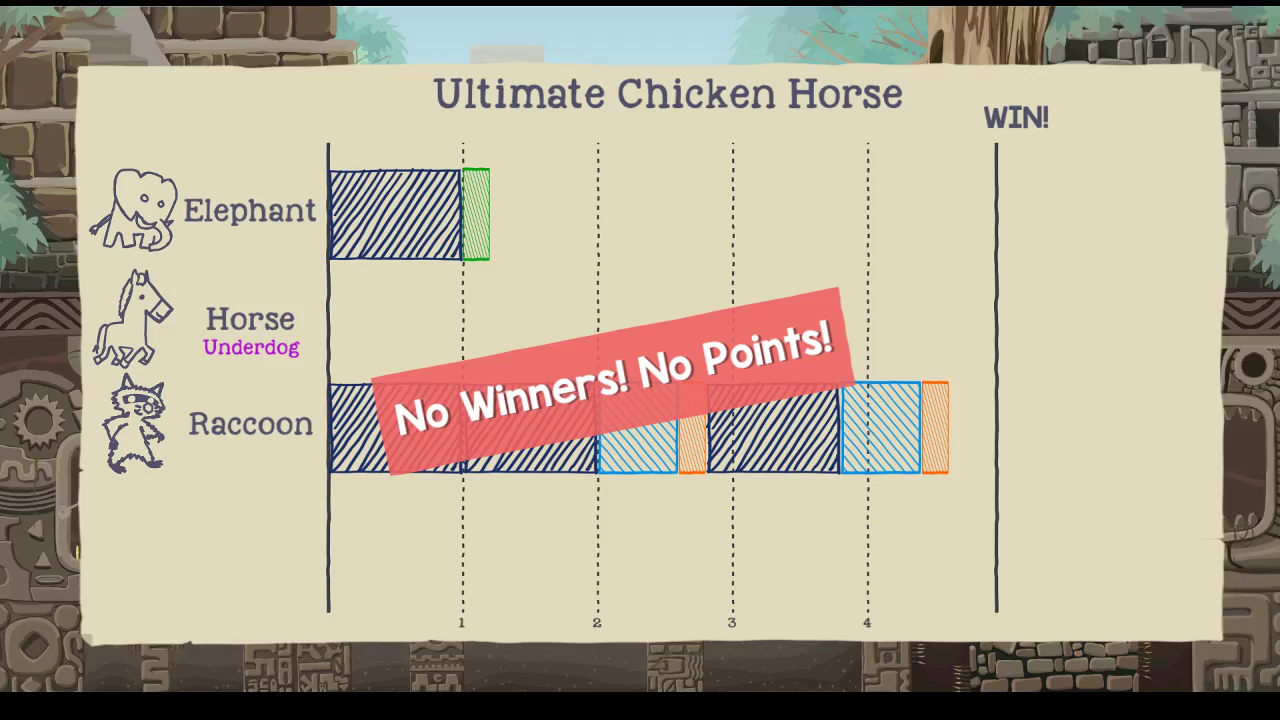 Ultimate Chicken Horse
WIN!
Elephant
Horse
Underdog
No Winners! No Points!
Raccoon
1 2 3 4